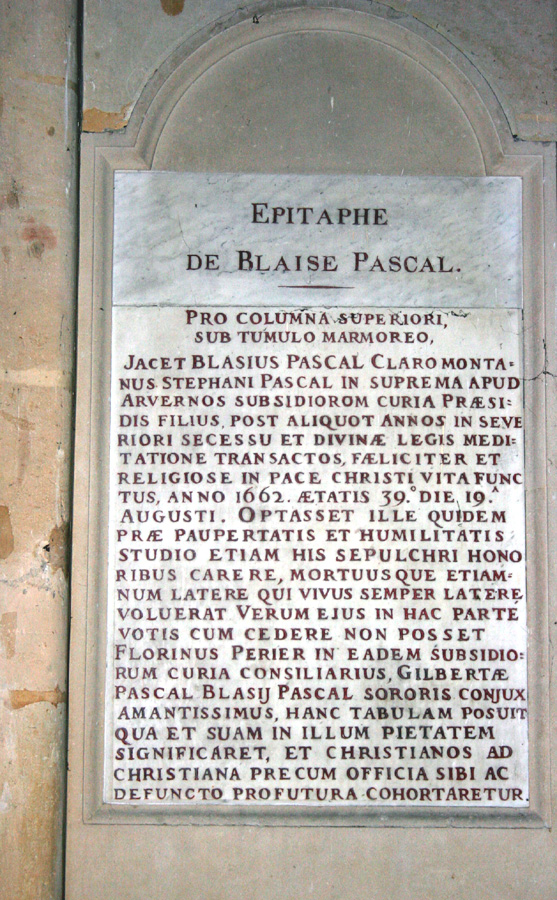 EPITAPHE
DE BLAISE PASCAL.
PRO COLUMNA SUPERIORI,
SUB TUMULO MARMOREO,
JACET BLASIUS PASCAL CLAROMONTA=
NUS STEPHANI PASCAL IN SUPREMA APUD
ARVERNOS SUBSIDIOROM CURIA PRÆSI=
DIS FILIUS, POST ALIQUOT ANNOS IN SEVE
RIORI SECESSU ET DIVINÆ LEGIS MEDI=
TATIONE TRANSACTOS, FÆLICITER ET
RELIGIOSE IN PACE CHRISTI VITA FUNC
TUS, ANNO 1662. ÆTATIS 39.º DIE 19.ᴬ
AUGUSTI. OPTASSET ILLE QUIDEM
PRÆ PAUPERTATIS ET HUMILITATIS
STUDIO ETIAM HIS SEPULCHRI HONO
RIBUS CARERE, MORTUUSQUE ETIAM=
NUM LATERE, QUI VIVUS SEMPER LATERE,
VOLUERAT VERUM EJUS IN HAC PARTE
VOTIS CUM CEDERE NON POSSET
FLORINUS PERIER IN EADEM SUBSIDIO=
RUM CURIA CONSILIARIUS, GILBERTÆ
PASCAL BLASIJ PASCAL SORORIS CONJUX
AMANTISSIMUS, HANC TABULAM POSUIT
QUA ET SUAM IN ILLUM PIETATEM
SIGNIFICARET, ET CHRISTIANOS AD
CHRISTIANA PRECUM OFFICIA SIBI AC
DEFUNCTO PROFUTURA COHORTARETUR.